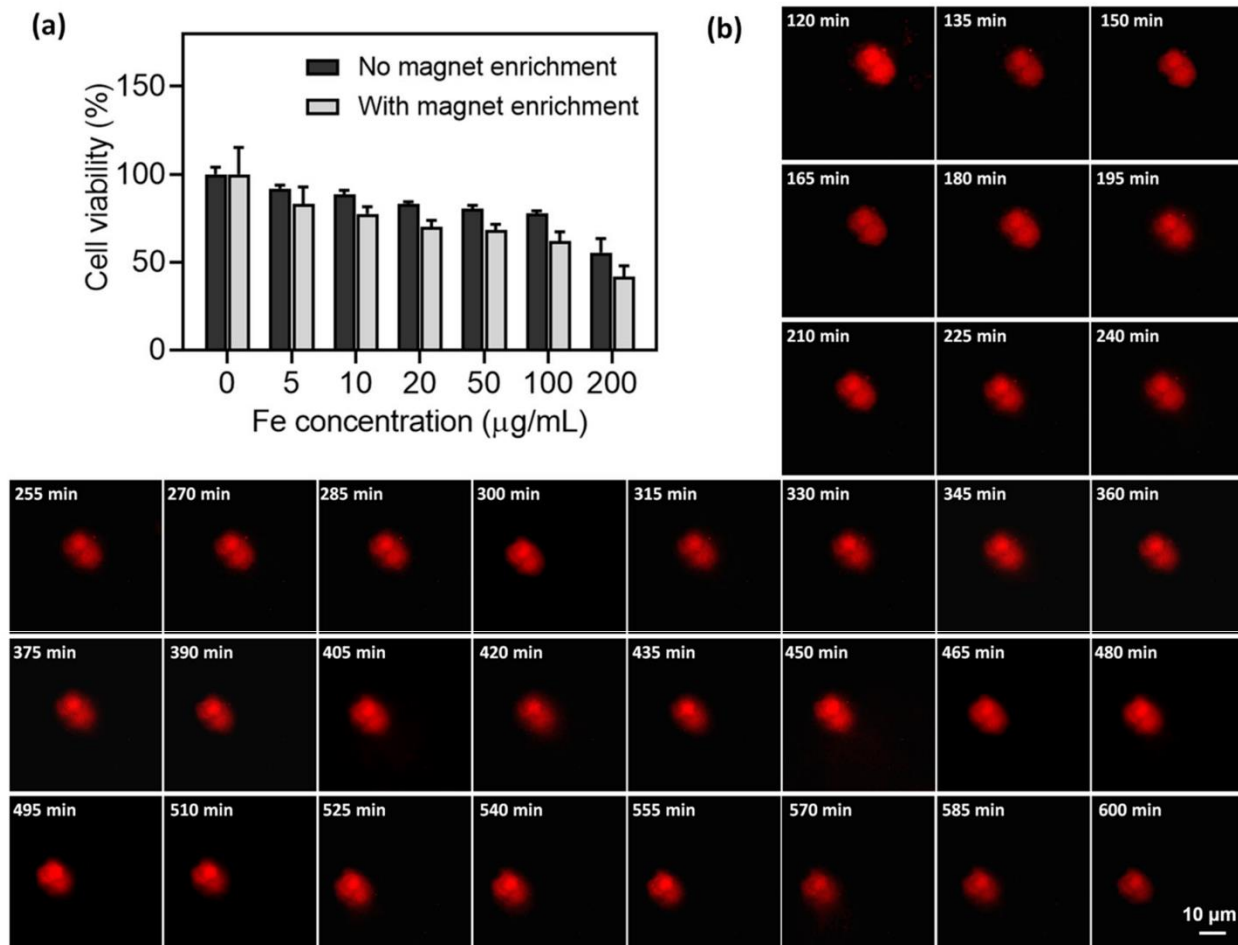 (a)
No magnet enrichment
With magnet enrichment
Cell viability (%)
150
100
50
0
0 5 10 20 50 100 200
Fe concentration (μg/mL)
(b)
120 min 135 min 150 min
165 min 180 min 195 min
210 min 225 min 240 min
255 min 270 min 285 min 300 min 315 min 330 min 345 min 360 min
375 min 390 min 405 min 420 min 435 min 450 min 465 min 480 min
495 min 510 min 525 min 540 min 555 min 570 min 585 min 600 min
10 μm